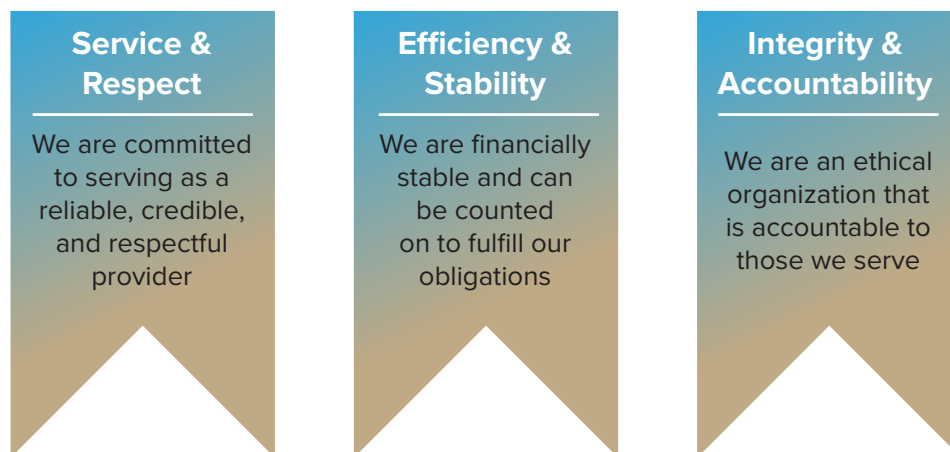 Service &
Respect
We are committed
to serving as a
reliable, credible,
and respectful
provider
Efficiency &
Stability
We are financially
stable and can
be counted
on to fulfill our
obligations
Integrity &
Accountability
We are an ethical
organization that
is accountable to
those we serve